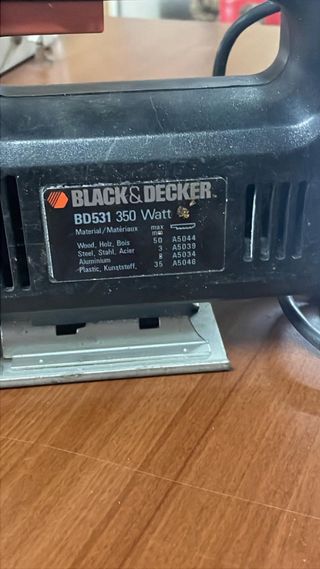 BLACK&DECKER
BD531 350 Watt
Material/Matériaux max mm
Wood, Holz, Bois 50 A5044
Steel, Stahl, Acier 3 A5039
Aluminium 8 A5034
Plastic, Kunststoff. 35 A5046